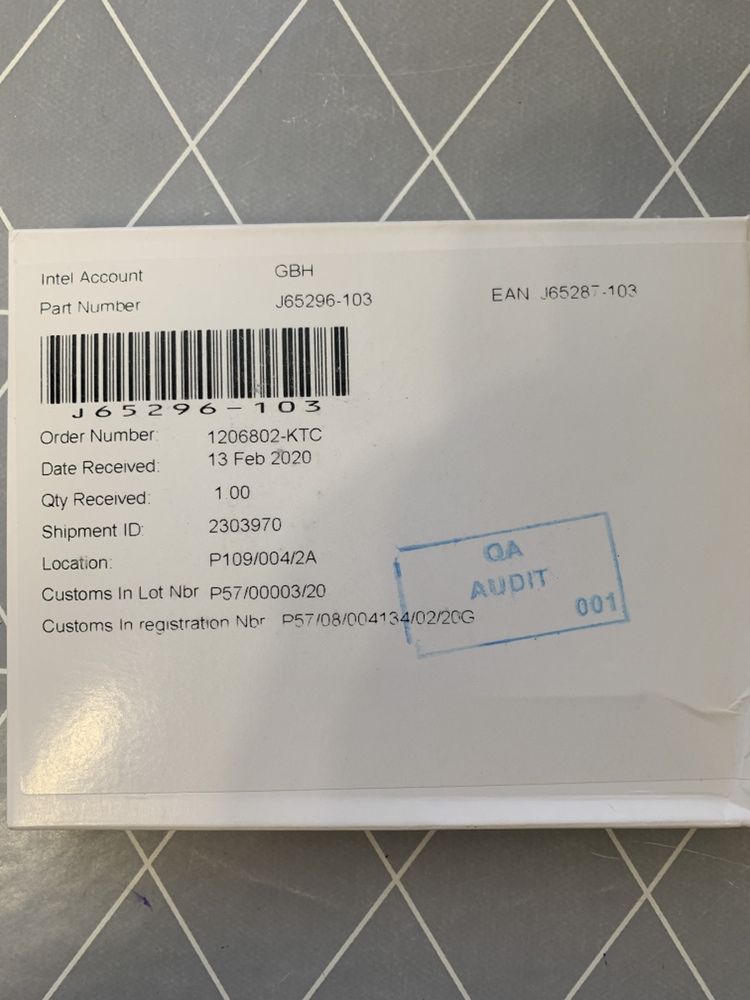 Intel Account GBH
Part Number J65296-103 EAN J65287-103
J65296-103
Order Number: 1206802-KTC
Date Received: 13 Feb 2020
Qty Received: 1.00
Shipment ID: 2303970
Location: P109/004/2A
Customs In Lot Nbr P57/00003/20
Customs In registration Nbr P57/08/004134/02/20G
QA
AUDIT
001